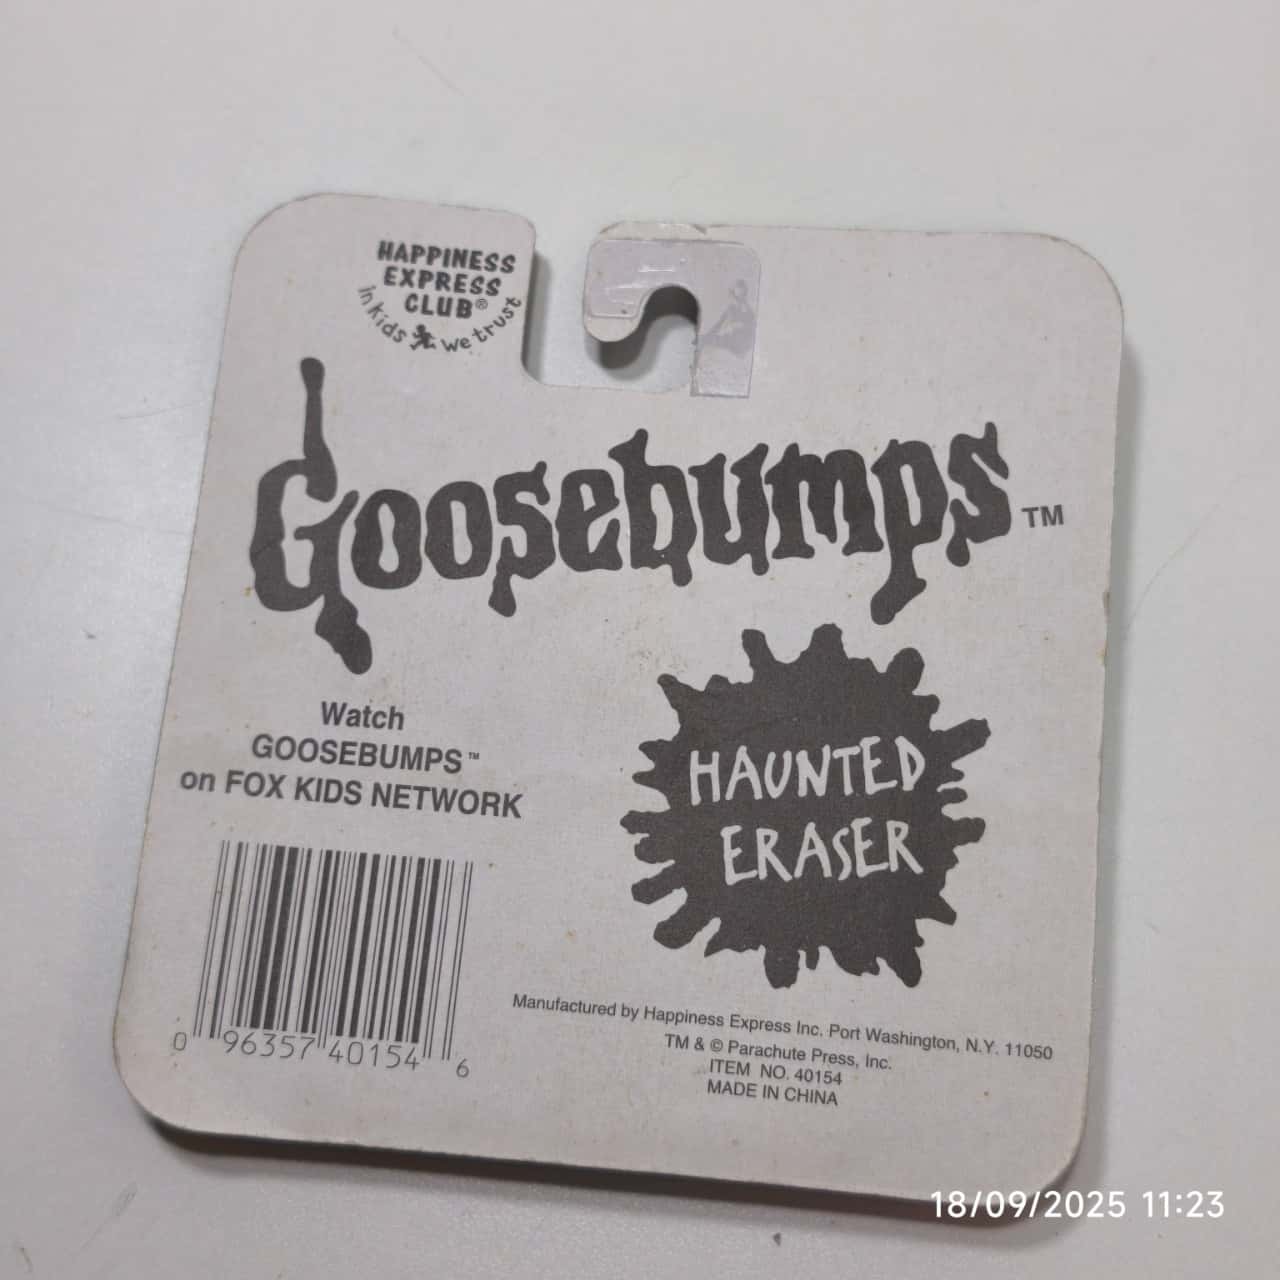 HAPPINESS
EXPRESS
CLUB®
in kids we trust
Goosebumps™
Watch
GOOSEBUMPS™
on FOX KIDS NETWORK
HAUNTED
ERASER
0 96357 40154 6
Manufactured by Happiness Express Inc. Port Washington, N.Y. 11050
TM & © Parachute Press, Inc.
ITEM NO. 40154
MADE IN CHINA
18/09/2025 11:23